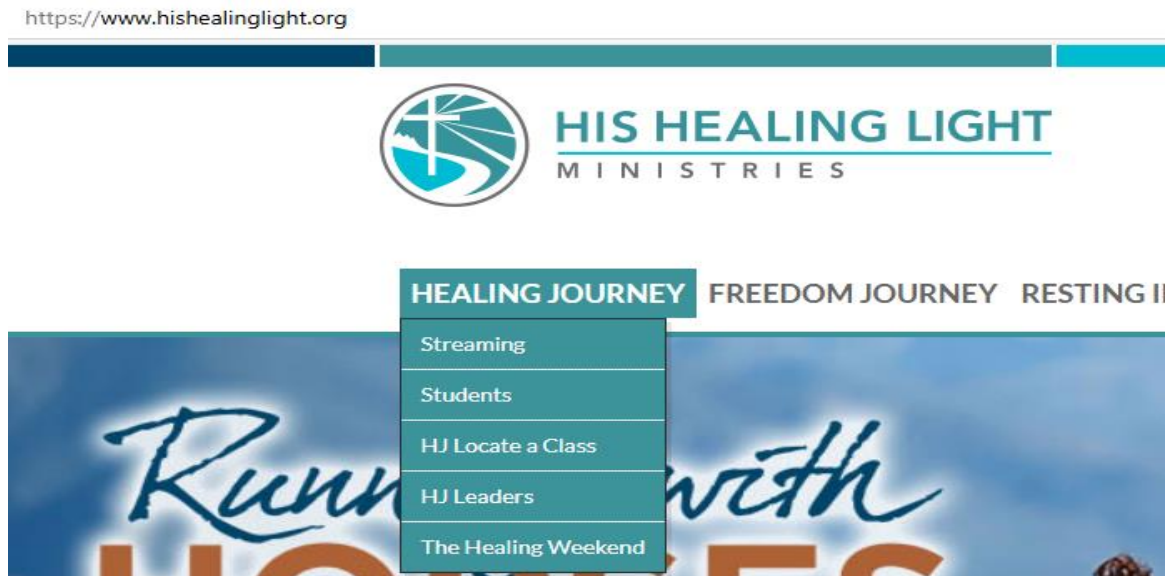 https://www.hishealinglight.org
HIS HEALING LIGHT
MINISTRIES
HEALING JOURNEY FREEDOM JOURNEY RESTING
Streaming
Students
HJ Locate a Class
HJ Leaders
The Healing Weekend
with